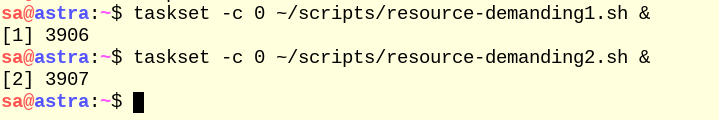 sa@astra:~$ taskset -c 0 ~/scripts/resource-demanding1.sh &
[1] 3906
sa@astra:~$ taskset -c 0 ~/scripts/resource-demanding2.sh &
[2] 3907
sa@astra:~$